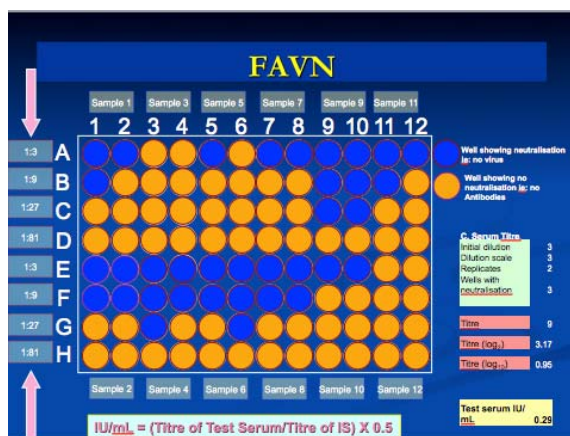 FAVN
Sample 1 Sample 3 Sample 5 Sample 7 Sample 9 Sample 11
1 2 3 4 5 6 7 8 9 10 11 12
1:3 A
1:9 B
1:27 C
1:81 D
1:3 E
1:9 F
1:27 G
1:81 H
Sample 2 Sample 4 Sample 6 Sample 8 Sample 10 Sample 12
Well showing neutralisation
ie: no virus
Well showing no
neutralisation ie: no
Antibodies
C. Serum Titre
Initial dilution 3
Dilution scale 3
Replicates 2
Wells with
neutralisation 3
Titre 9
Titre (log₃) 3.17
Titre (log₁₀) 0.95
Test serum IU/
mL 0.29
IU/mL = (Titre of Test Serum/Titre of IS) X 0.5